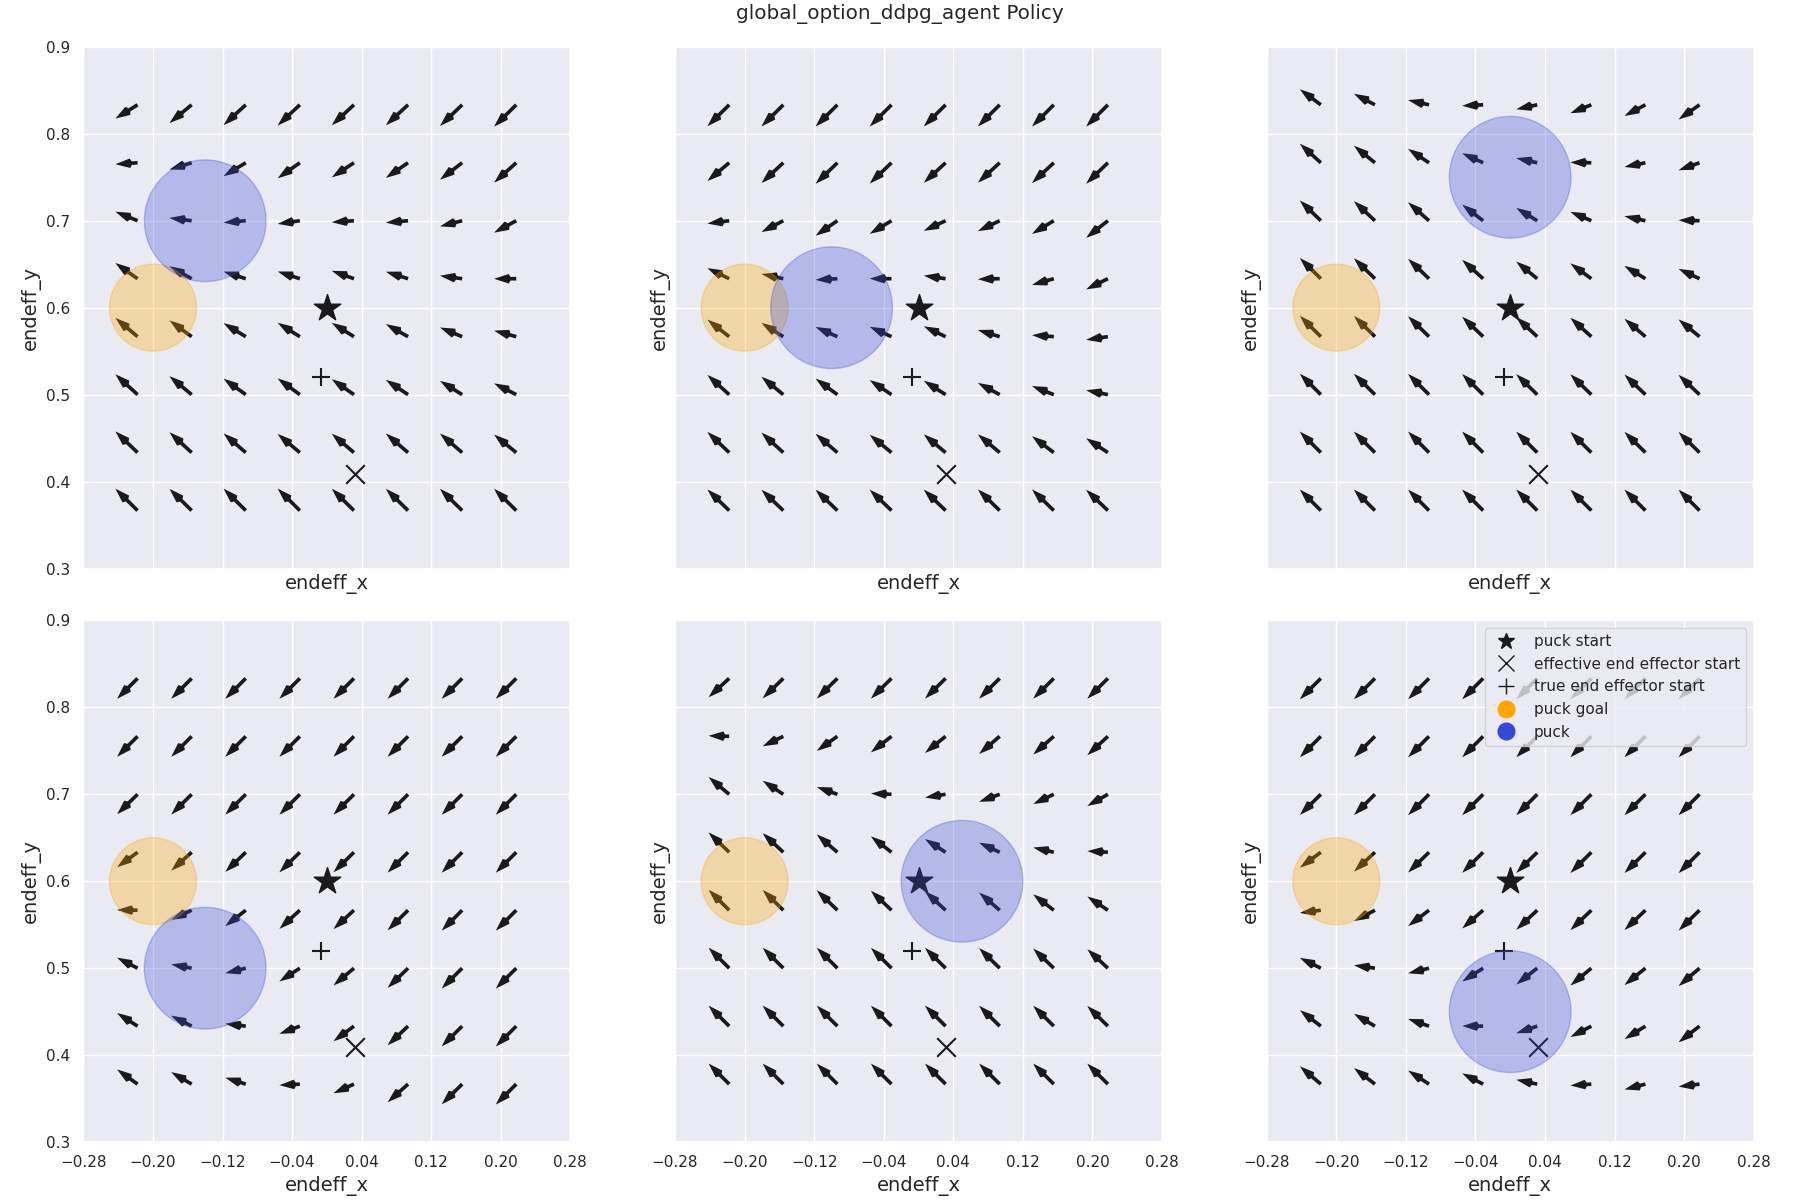 global_option_ddpg_agent Policy
0.9
0.8
0.7
0.6
0.5
0.4
0.3
endeff_y
endeff_x
endeff_y
endeff_x
endeff_y
endeff_x
0.9
0.8
0.7
0.6
0.5
0.4
0.3
endeff_y
−0.28 −0.20 −0.12 −0.04 0.04 0.12 0.20 0.28
endeff_x
endeff_y
−0.28 −0.20 −0.12 −0.04 0.04 0.12 0.20 0.28
endeff_x
puck start
effective end effector start
true end effector start
puck goal
puck
endeff_y
−0.28 −0.20 −0.12 −0.04 0.04 0.12 0.20 0.28
endeff_x